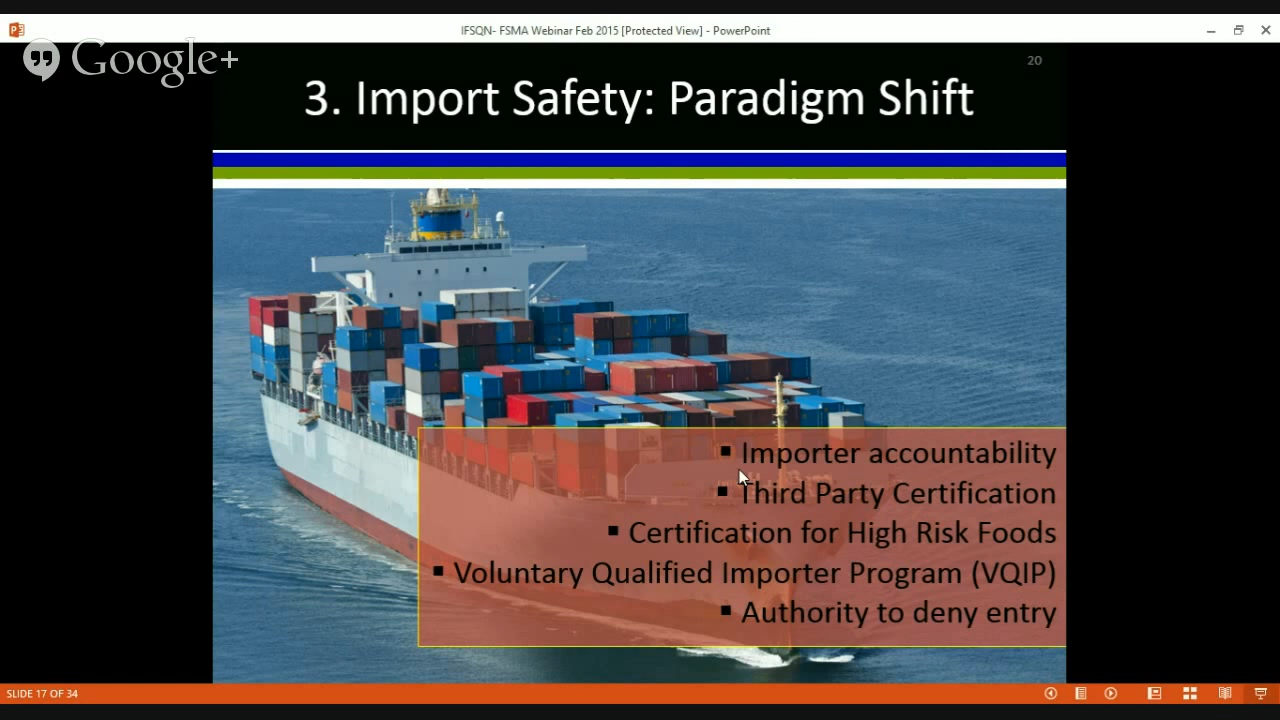 IFSQN- FSMA Webinar Feb 2015 [Protected View] - PowerPoint
Google+
20
3. Import Safety: Paradigm Shift
▪ Importer accountability
▪ Third Party Certification
▪ Certification for High Risk Foods
▪ Voluntary Qualified Importer Program (VQIP)
▪ Authority to deny entry
SLIDE 17 OF 34